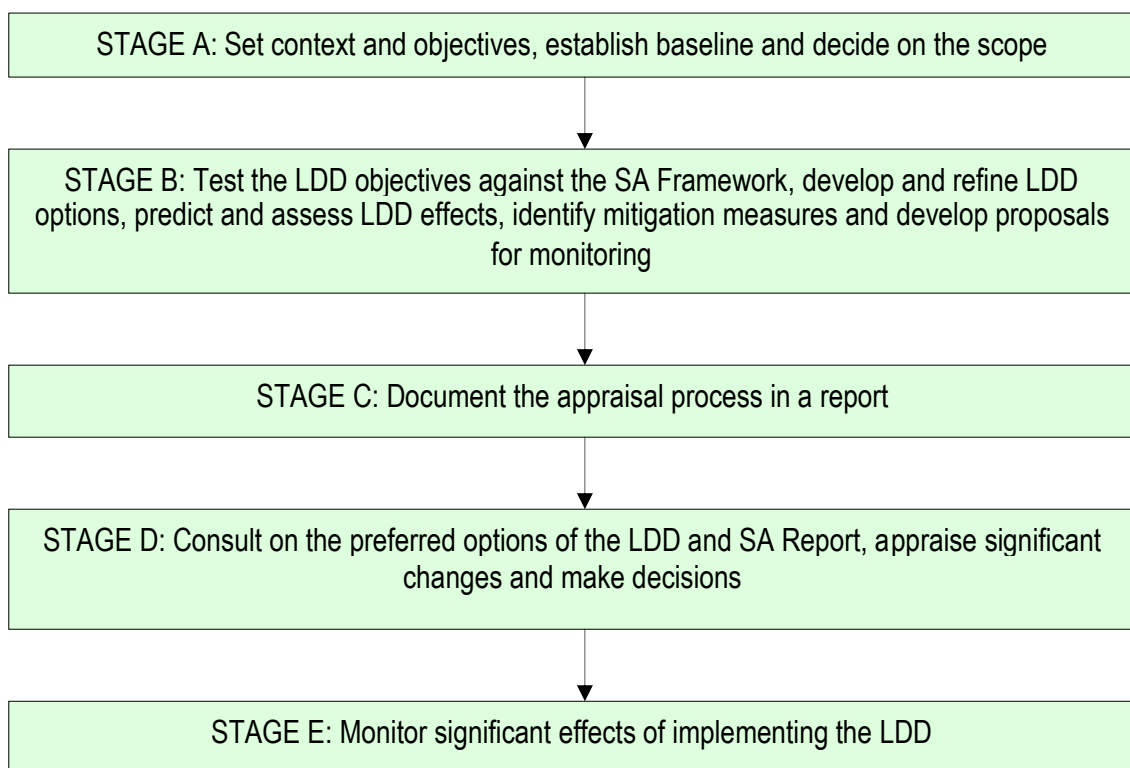 STAGE A: Set context and objectives, establish baseline and decide on the scope
STAGE B: Test the LDD objectives against the SA Framework, develop and refine LDD
options, predict and assess LDD effects, identify mitigation measures and develop proposals
for monitoring
STAGE C: Document the appraisal process in a report
STAGE D: Consult on the preferred options of the LDD and SA Report, appraise significant
changes and make decisions
STAGE E: Monitor significant effects of implementing the LDD